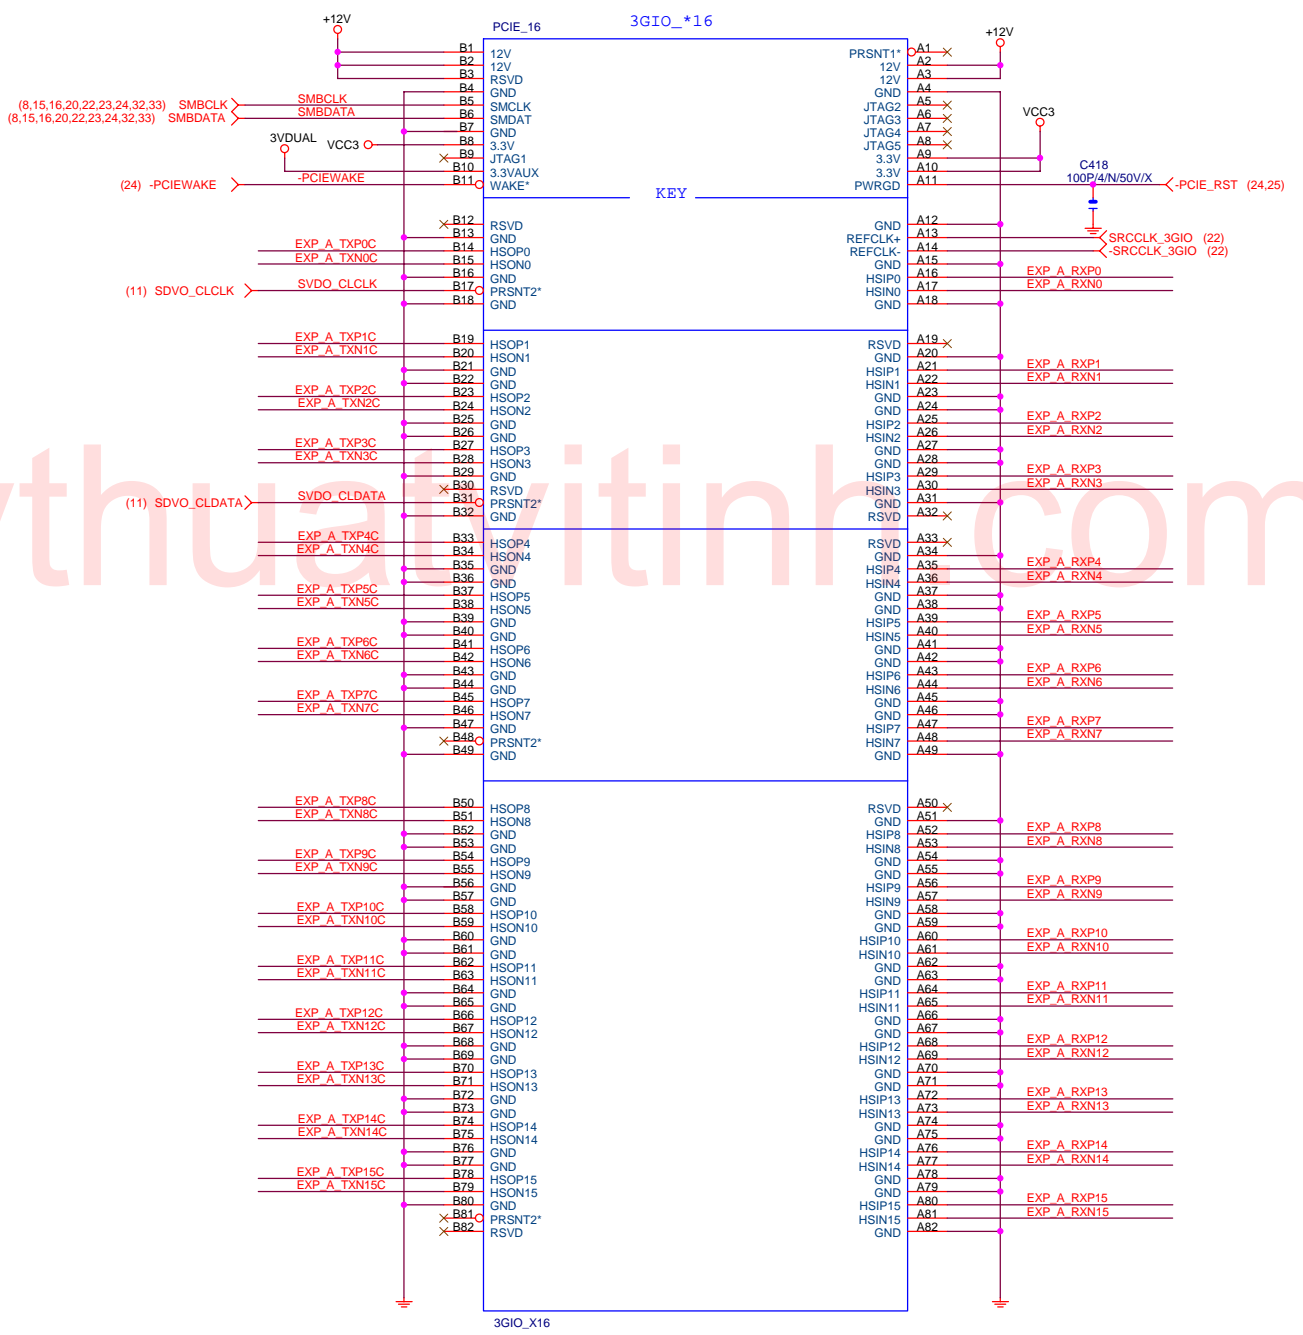 3GIO_*16
PCIE_16
+12V
+12V
B1 12V PRSNT1* A1
B2 12V 12V A2
B3 RSVD 12V A3
B4 GND GND A4
(8,15,16,20,22,23,24,32,33) SMBCLK SMBCLK B5 SMCLK JTAG2 A5
(8,15,16,20,22,23,24,32,33) SMBDATA SMBDATA B6 SMDAT JTAG3 A6
VCC3
B7 GND JTAG4 A7
3VDUAL VCC3 B8 3.3V JTAG5 A8
B9 JTAG1 3.3V A9
B10 3.3VAUX 3.3V A10
C418
100P/4/N/50V/X
(24) -PCIEWAKE -PCIEWAKE B11 WAKE* PWRGD A11 -PCIE_RST (24,25)
KEY
B12 RSVD GND A12
B13 GND REFCLK+ A13 SRCCLK_3GIO (22)
EXP_A_TXP0C B14 HSOP0 REFCLK- A14 -SRCCLK_3GIO (22)
EXP_A_TXN0C B15 HSON0 GND A15
B16 GND HSIP0 A16 EXP_A_RXP0
(11) SDVO_CLCLK SVDO_CLCLK B17 PRSNT2* HSIN0 A17 EXP_A_RXN0
B18 GND GND A18
EXP_A_TXP1C B19 HSOP1 RSVD A19
EXP_A_TXN1C B20 HSON1 GND A20
B21 GND HSIP1 A21 EXP_A_RXP1
B22 GND HSIN1 A22 EXP_A_RXN1
EXP_A_TXP2C B23 HSOP2 GND A23
EXP_A_TXN2C B24 HSON2 GND A24
B25 GND HSIP2 A25 EXP_A_RXP2
B26 GND HSIN2 A26 EXP_A_RXN2
EXP_A_TXP3C B27 HSOP3 GND A27
EXP_A_TXN3C B28 HSON3 GND A28
B29 GND HSIP3 A29 EXP_A_RXP3
B30 RSVD HSIN3 A30 EXP_A_RXN3
(11) SDVO_CLDATA SVDO_CLDATA B31 PRSNT2* GND A31
B32 GND RSVD A32
ythuatvitinh.com
EXP_A_TXP4C B33 HSOP4 RSVD A33
EXP_A_TXN4C B34 HSON4 GND A34
B35 GND HSIP4 A35 EXP_A_RXP4
B36 GND HSIN4 A36 EXP_A_RXN4
EXP_A_TXP5C B37 HSOP5 GND A37
EXP_A_TXN5C B38 HSON5 GND A38
B39 GND HSIP5 A39 EXP_A_RXP5
B40 GND HSIN5 A40 EXP_A_RXN5
EXP_A_TXP6C B41 HSOP6 GND A41
EXP_A_TXN6C B42 HSON6 GND A42
B43 GND HSIP6 A43 EXP_A_RXP6
B44 GND HSIN6 A44 EXP_A_RXN6
EXP_A_TXP7C B45 HSOP7 GND A45
EXP_A_TXN7C B46 HSON7 GND A46
B47 GND HSIP7 A47 EXP_A_RXP7
B48 PRSNT2* HSIN7 A48 EXP_A_RXN7
B49 GND GND A49
EXP_A_TXP8C B50 HSOP8 RSVD A50
EXP_A_TXN8C B51 HSON8 GND A51
B52 GND HSIP8 A52 EXP_A_RXP8
B53 GND HSIN8 A53 EXP_A_RXN8
EXP_A_TXP9C B54 HSOP9 GND A54
EXP_A_TXN9C B55 HSON9 GND A55
B56 GND HSIP9 A56 EXP_A_RXP9
B57 GND HSIN9 A57 EXP_A_RXN9
EXP_A_TXP10C B58 HSOP10 GND A58
EXP_A_TXN10C B59 HSON10 GND A59
B60 GND HSIP10 A60 EXP_A_RXP10
B61 GND HSIN10 A61 EXP_A_RXN10
EXP_A_TXP11C B62 HSOP11 GND A62
EXP_A_TXN11C B63 HSON11 GND A63
B64 GND HSIP11 A64 EXP_A_RXP11
B65 GND HSIN11 A65 EXP_A_RXN11
EXP_A_TXP12C B66 HSOP12 GND A66
EXP_A_TXN12C B67 HSON12 GND A67
B68 GND HSIP12 A68 EXP_A_RXP12
B69 GND HSIN12 A69 EXP_A_RXN12
EXP_A_TXP13C B70 HSOP13 GND A70
EXP_A_TXN13C B71 HSON13 GND A71
B72 GND HSIP13 A72 EXP_A_RXP13
B73 GND HSIN13 A73 EXP_A_RXN13
EXP_A_TXP14C B74 HSOP14 GND A74
EXP_A_TXN14C B75 HSON14 GND A75
B76 GND HSIP14 A76 EXP_A_RXP14
B77 GND HSIN14 A77 EXP_A_RXN14
EXP_A_TXP15C B78 HSOP15 GND A78
EXP_A_TXN15C B79 HSON15 GND A79
B80 GND HSIP15 A80 EXP_A_RXP15
B81 PRSNT2* HSIN15 A81 EXP_A_RXN15
B82 RSVD GND A82
3GIO_X16